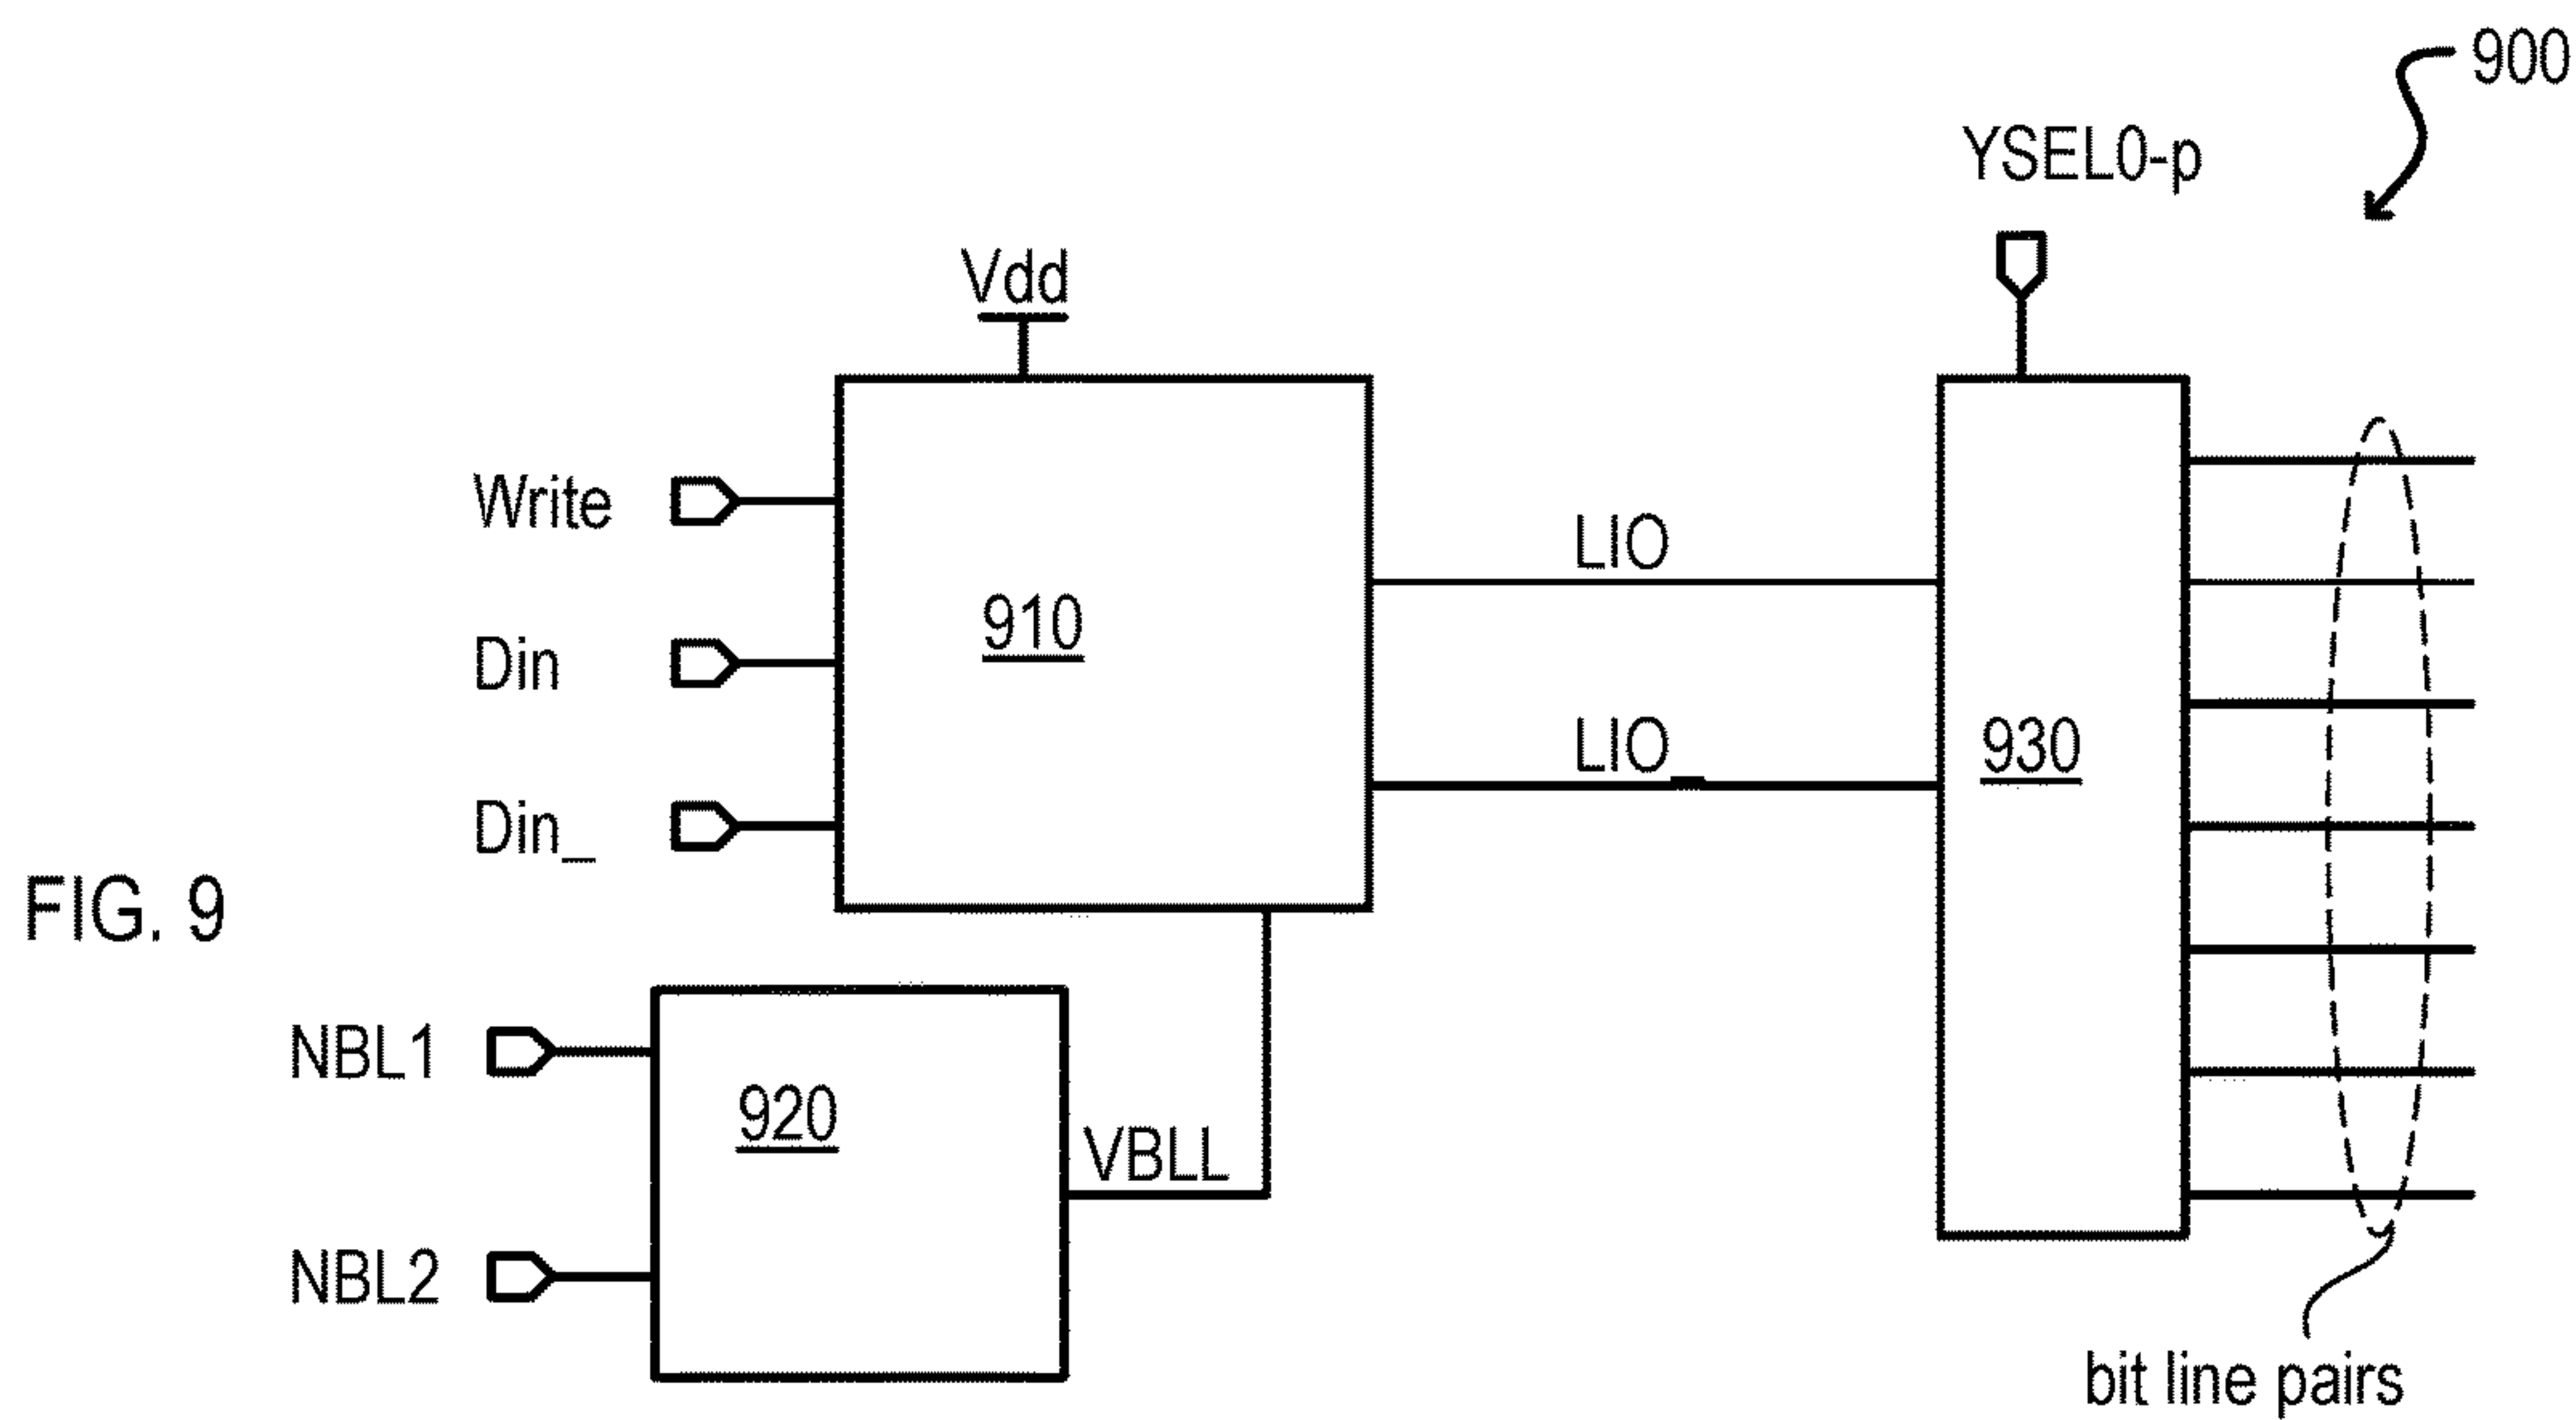 900
YSEL0-p
Vdd
Write
LIO
910
Din
LIO_
930
Din_
FIG. 9
NBL1
920
VBLL
NBL2
bit line pairs